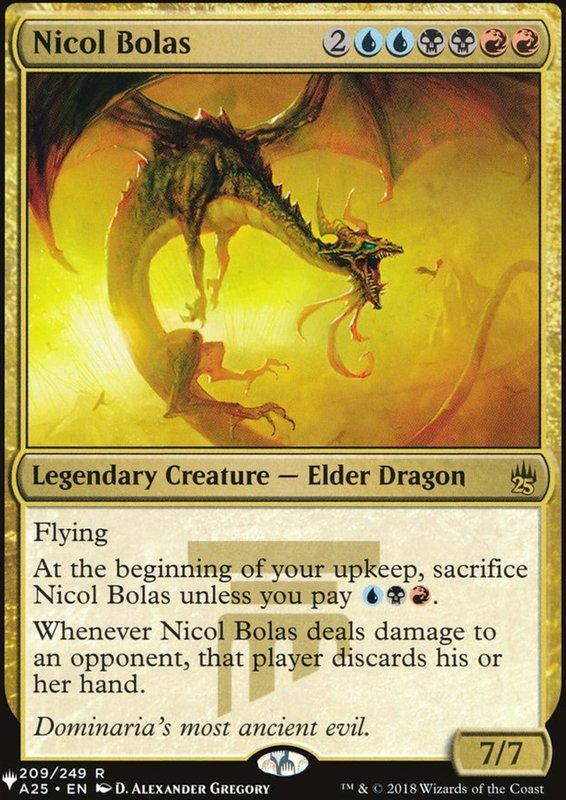 Nicol Bolas 2
Legendary Creature — Elder Dragon 25
Flying
At the beginning of your upkeep, sacrifice
Nicol Bolas unless you pay .
Whenever Nicol Bolas deals damage to
an opponent, that player discards his or
her hand.
Dominaria's most ancient evil.
7/7
209/249 R
A25 • EN D. Alexander Gregory ™ & © 2018 Wizards of the Coast